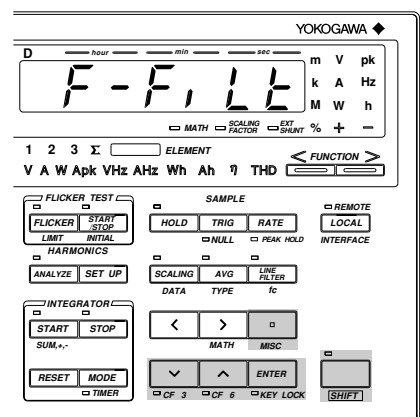 YOKOGAWA
D hour min sec m V pk
F-FiLt
k A Hz
M W h
MATH SCALING FACTOR EXT SHUNT % + −
1 2 3 Σ ELEMENT
V A W Apk VHz AHz Wh Ah η THD
< FUNCTION >
FLICKER TEST SAMPLE
REMOTE
FLICKER START /STOP HOLD TRIG RATE LOCAL
LIMIT INITIAL NULL PEAK HOLD INTERFACE
HARMONICS
ANALYZE SET UP SCALING AVG LINE FILTER
DATA TYPE fc
INTEGRATOR
START STOP
SUM,+,- MATH MISC
RESET MODE ENTER
TIMER CF 3 CF 6 KEY LOCK SHIFT